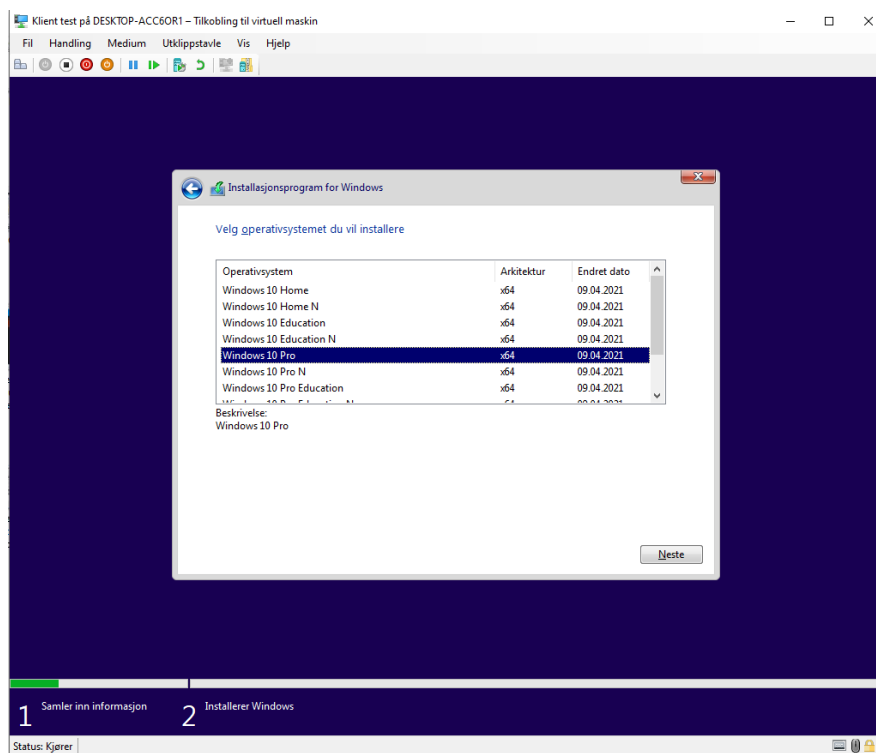 Klient test på DESKTOP-ACC6OR1 – Tilkobling til virtuell maskin
Fil Handling Medium Utklippstavle Vis Hjelp
Installasjonsprogram for Windows
Velg operativsystemet du vil installere
Operativsystem Arkitektur Endret dato
Windows 10 Home x64 09.04.2021
Windows 10 Home N x64 09.04.2021
Windows 10 Education x64 09.04.2021
Windows 10 Education N x64 09.04.2021
Windows 10 Pro x64 09.04.2021
Windows 10 Pro N x64 09.04.2021
Windows 10 Pro Education x64 09.04.2021
Beskrivelse:
Windows 10 Pro
Neste
1 Samler inn informasjon 2 Installerer Windows
Status: Kjører